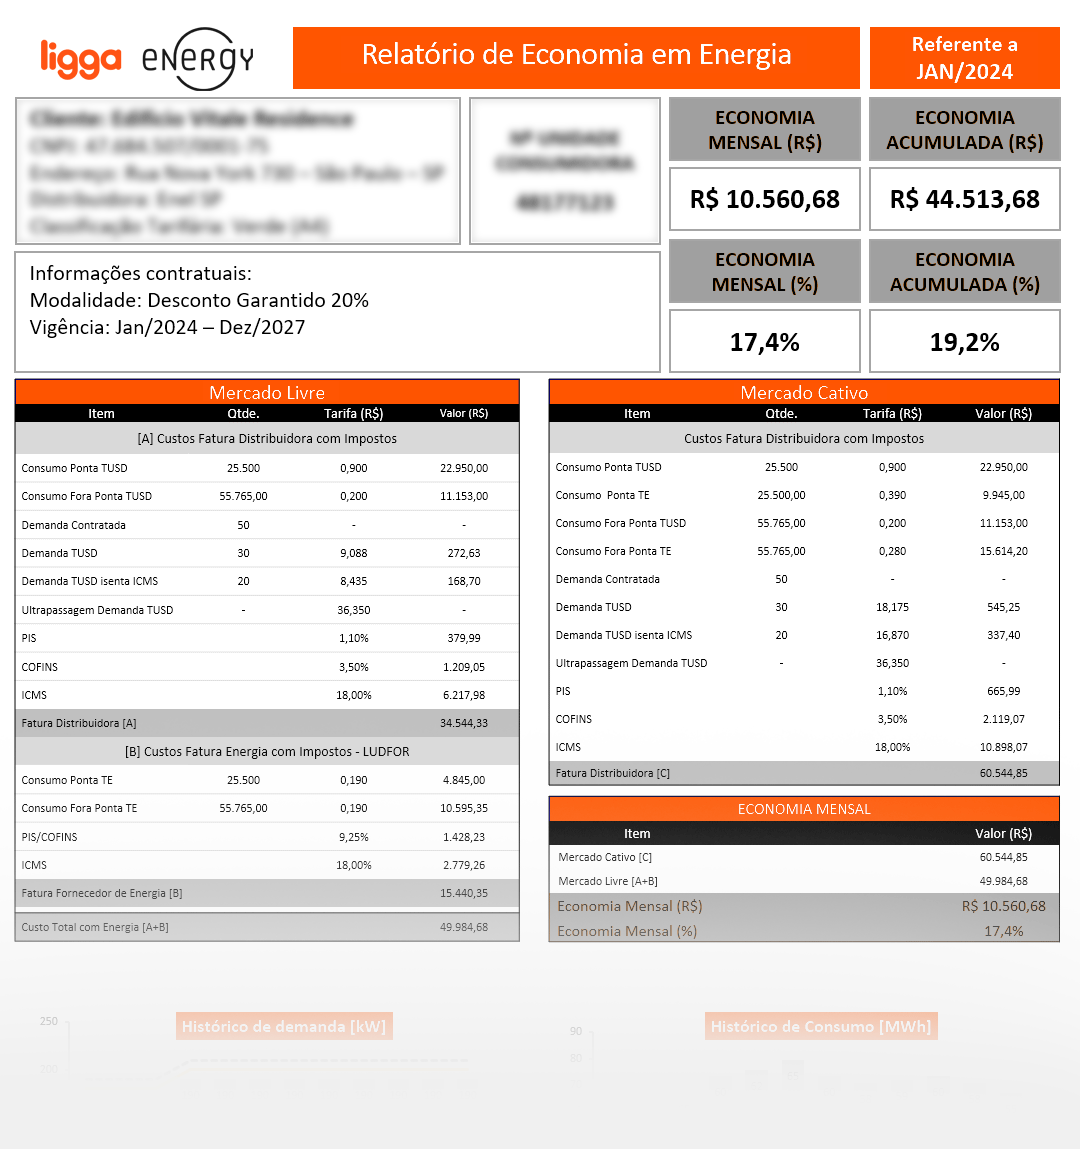 ligga ENERGY
Relatório de Economia em Energia
Referente a
JAN/2024
Cliente: Edifício Vitale Residence
Nº UNIDADE
CONSUMIDORA
ECONOMIA
MENSAL (R$)
ECONOMIA
ACUMULADA (R$)
R$ 10.560,68
R$ 44.513,68
Informações contratuais:
Modalidade: Desconto Garantido 20%
Vigência: Jan/2024 – Dez/2027
ECONOMIA
MENSAL (%)
ECONOMIA
ACUMULADA (%)
17,4%
19,2%
Mercado Livre
Item Qtde. Tarifa (R$) Valor (R$)
[A] Custos Fatura Distribuidora com Impostos
Consumo Ponta TUSD 25.500 0,900 22.950,00
Consumo Fora Ponta TUSD 55.765,00 0,200 11.153,00
Demanda Contratada 50 - -
Demanda TUSD 30 9,088 272,63
Demanda TUSD isenta ICMS 20 8,435 168,70
Ultrapassagem Demanda TUSD - 36,350 -
PIS 1,10% 379,99
COFINS 3,50% 1.209,05
ICMS 18,00% 6.217,98
Fatura Distribuidora [A] 34.544,33
[B] Custos Fatura Energia com Impostos - LUDFOR
Consumo Ponta TE 25.500 0,190 4.845,00
Consumo Fora Ponta TE 55.765,00 0,190 10.595,35
PIS/COFINS 9,25% 1.428,23
ICMS 18,00% 2.779,26
Fatura Fornecedor de Energia [B] 15.440,35
Custo Total com Energia [A+B] 49.984,68
Mercado Cativo
Item Qtde. Tarifa (R$) Valor (R$)
Custos Fatura Distribuidora com Impostos
Consumo Ponta TUSD 25.500 0,900 22.950,00
Consumo Ponta TE 25.500,00 0,390 9.945,00
Consumo Fora Ponta TUSD 55.765,00 0,200 11.153,00
Consumo Fora Ponta TE 55.765,00 0,280 15.614,20
Demanda Contratada 50 - -
Demanda TUSD 30 18,175 545,25
Demanda TUSD isenta ICMS 20 16,870 337,40
Ultrapassagem Demanda TUSD - 36,350 -
PIS 1,10% 665,99
COFINS 3,50% 2.119,07
ICMS 18,00% 10.898,07
Fatura Distribuidora [C] 60.544,85
ECONOMIA MENSAL
Item Valor (R$)
Mercado Cativo [C] 60.544,85
Mercado Livre [A+B] 49.984,68
Economia Mensal (R$) R$ 10.560,68
Economia Mensal (%) 17,4%
Histórico de demanda [kW]
250
200
Histórico de Consumo [MWh]
90
80